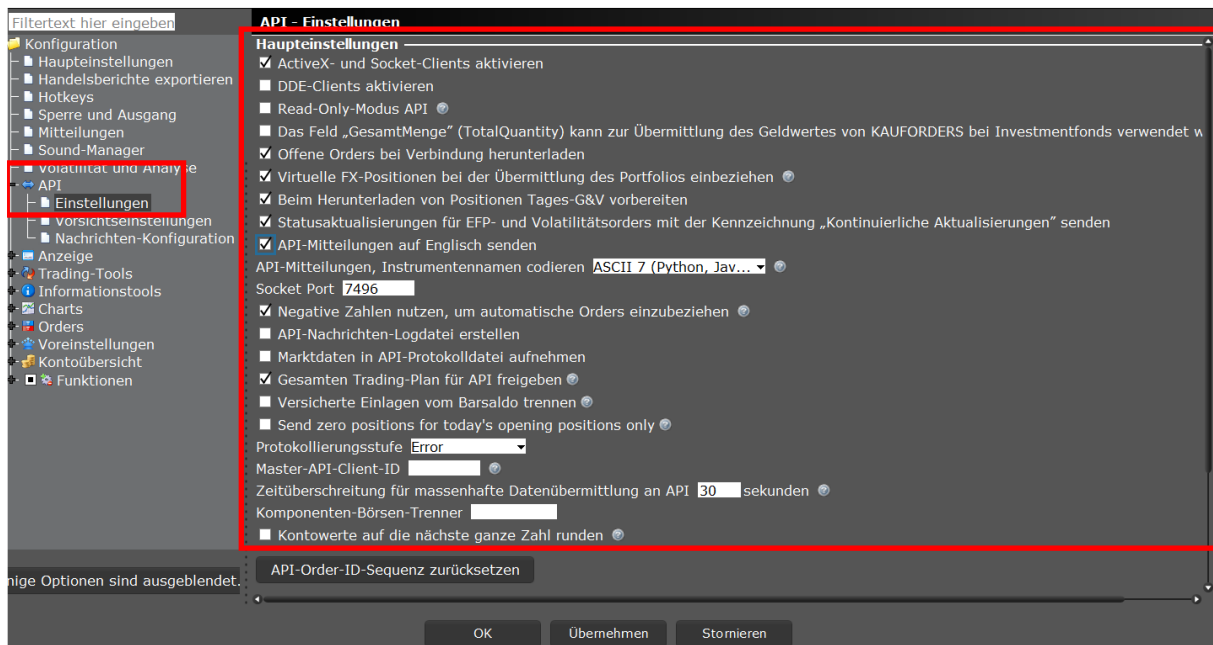 Filtertext hier eingeben
Konfiguration
Haupteinstellungen
Handelsberichte exportieren
Hotkeys
Sperre und Ausgang
Mitteilungen
Sound-Manager
Volatilität und Analyse
API
Einstellungen
Vorsichtseinstellungen
Nachrichten-Konfiguration
Anzeige
Trading-Tools
Informationstools
Charts
Orders
Voreinstellungen
Kontoübersicht
Funktionen
nige Optionen sind ausgeblendet.
API - Einstellungen
Haupteinstellungen
ActiveX- und Socket-Clients aktivieren
DDE-Clients aktivieren
Read-Only-Modus API
Das Feld „GesamtMenge” (TotalQuantity) kann zur Übermittlung des Geldwertes von KAUFORDERS bei Investmentfonds verwendet w
Offene Orders bei Verbindung herunterladen
Virtuelle FX-Positionen bei der Übermittlung des Portfolios einbeziehen
Beim Herunterladen von Positionen Tages-G&V vorbereiten
Statusaktualisierungen für EFP- und Volatilitätsorders mit der Kennzeichnung „Kontinuierliche Aktualisierungen” senden
API-Mitteilungen auf Englisch senden
API-Mitteilungen, Instrumentennamen codieren ASCII 7 (Python, Jav...
Socket Port 7496
Negative Zahlen nutzen, um automatische Orders einzubeziehen
API-Nachrichten-Logdatei erstellen
Marktdaten in API-Protokolldatei aufnehmen
Gesamten Trading-Plan für API freigeben
Versicherte Einlagen vom Barsaldo trennen
Send zero positions for today's opening positions only
Protokollierungsstufe Error
Master-API-Client-ID
Zeitüberschreitung für massenhafte Datenübermittlung an API 30 sekunden
Komponenten-Börsen-Trenner
Kontowerte auf die nächste ganze Zahl runden
API-Order-ID-Sequenz zurücksetzen
OK Übernehmen Stornieren